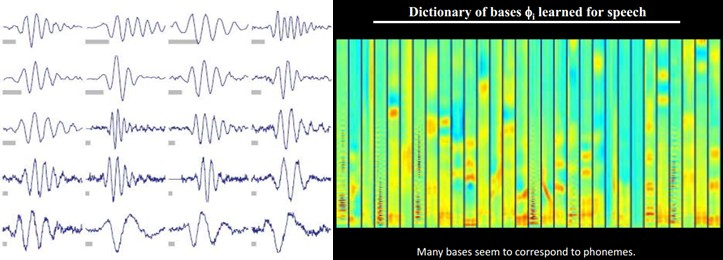 Dictionary of bases ϕi learned for speech
Many bases seem to correspond to phonemes.